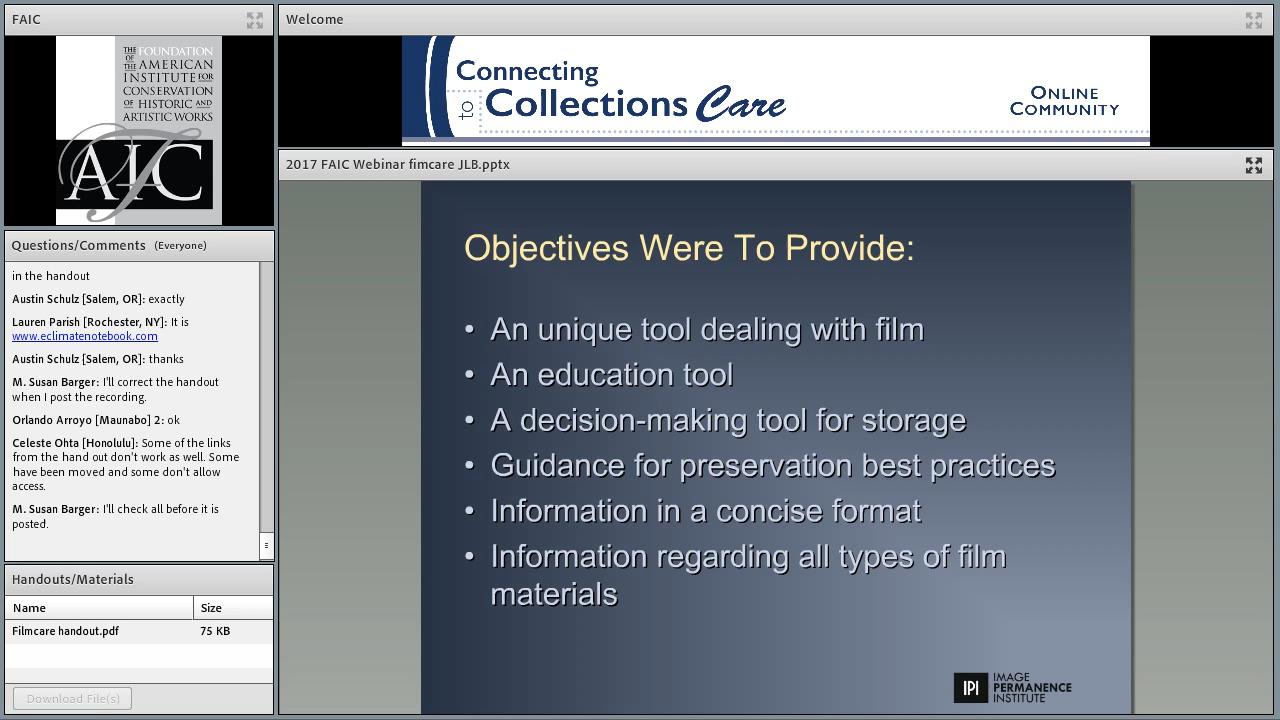 FAIC
THE FOUNDATION
OF THE AMERICAN
INSTITUTE FOR
CONSERVATION
OF HISTORIC AND
ARTISTIC WORKS
AIC
Welcome
Connecting
to Collections Care
ONLINE
COMMUNITY
Questions/Comments (Everyone)
in the handout
Austin Schulz [Salem, OR]: exactly
Lauren Parish [Rochester, NY]: It is
www.eclimatenotebook.com
Austin Schulz [Salem, OR]: thanks
M. Susan Barger: I'll correct the handout
when I post the recording.
Orlando Arroyo [Maunabo] 2: ok
Celeste Ohta [Honolulu]: Some of the links
from the hand out don't work as well. Some
have been moved and some don't allow
access.
M. Susan Barger: I'll check all before it is
posted.
Handouts/Materials
Name Size
Filmcare handout.pdf 75 KB
Download File(s)
2017 FAIC Webinar fimcare JLB.pptx
Objectives Were To Provide:
• An unique tool dealing with film
• An education tool
• A decision-making tool for storage
• Guidance for preservation best practices
• Information in a concise format
• Information regarding all types of film
materials
IPI
IMAGE
PERMANENCE
INSTITUTE